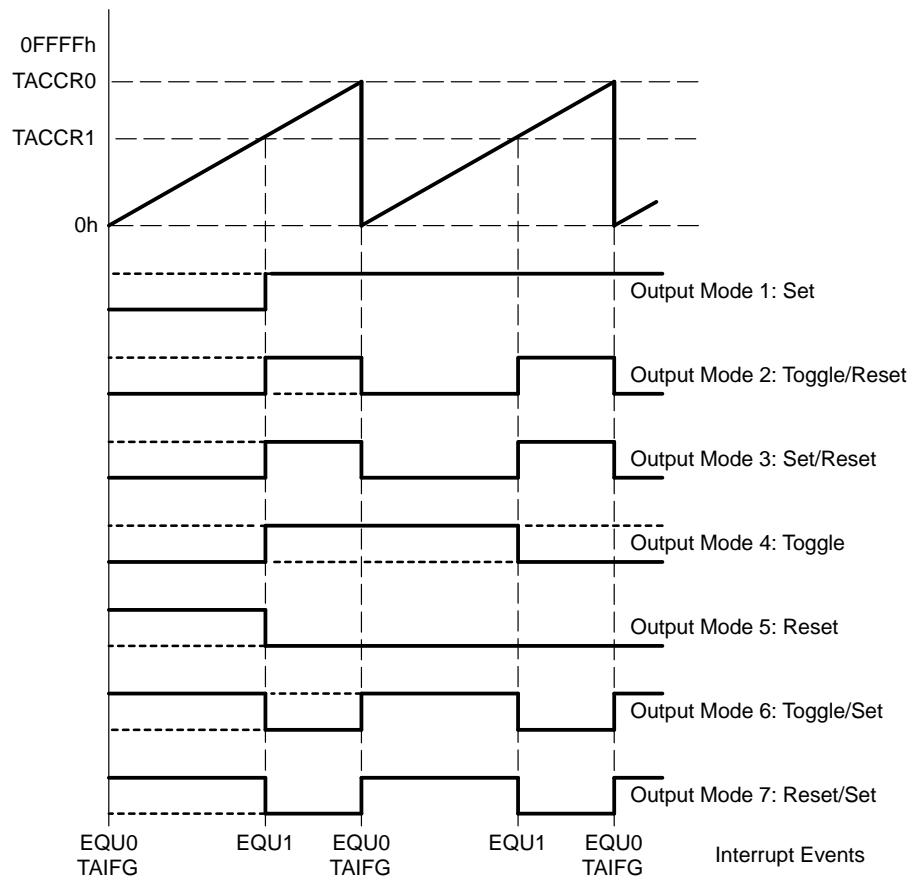 0FFFFh
TACCR0
TACCR1
0h
Output Mode 1: Set
Output Mode 2: Toggle/Reset
Output Mode 3: Set/Reset
Output Mode 4: Toggle
Output Mode 5: Reset
Output Mode 6: Toggle/Set
Output Mode 7: Reset/Set
EQU0 EQU1 EQU0 EQU1 EQU0
TAIFG TAIFG TAIFG
Interrupt Events